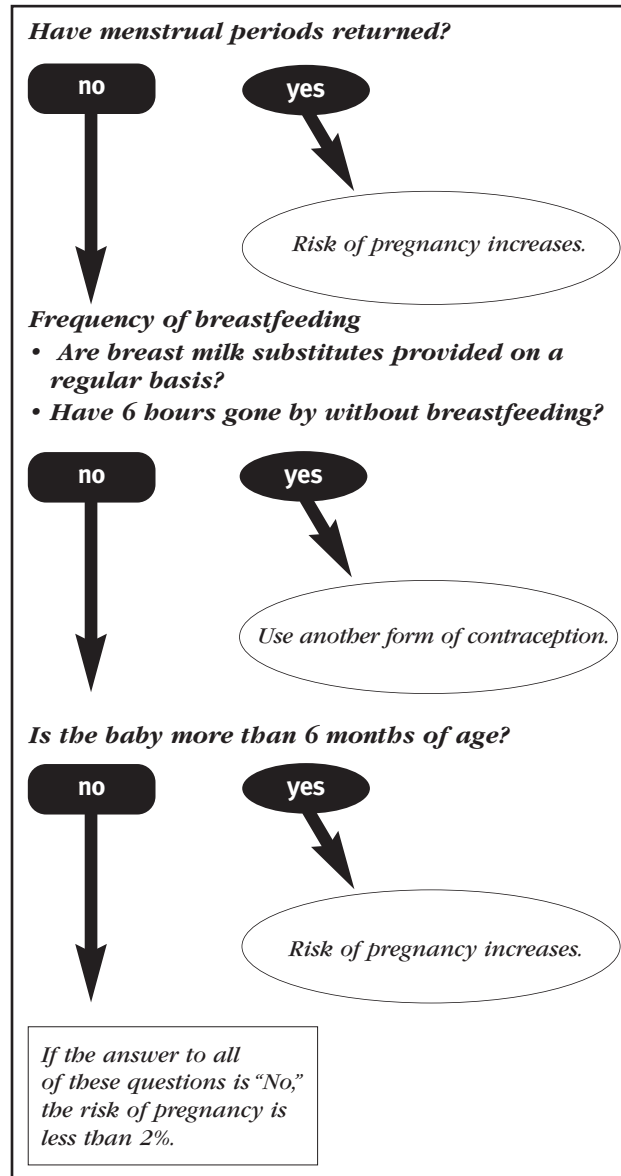 Have menstrual periods returned?
no
yes
Risk of pregnancy increases.
Frequency of breastfeeding
• Are breast milk substitutes provided on a
regular basis?
• Have 6 hours gone by without breastfeeding?
no
yes
Use another form of contraception.
Is the baby more than 6 months of age?
no
yes
Risk of pregnancy increases.
If the answer to all
of these questions is “No,”
the risk of pregnancy is
less than 2%.